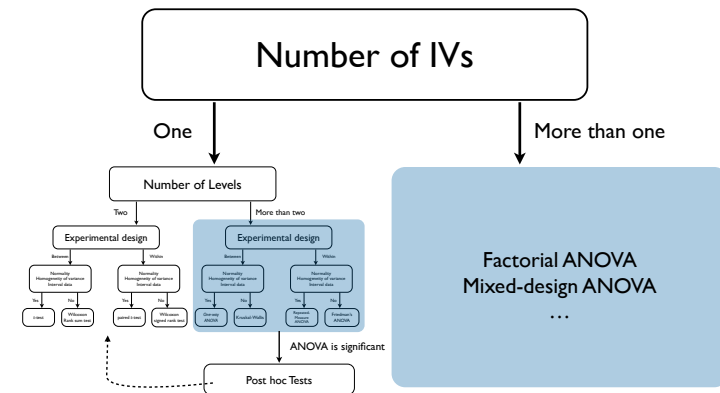 Number of IVs
One
More than one
Number of Levels
Two
More than two
Experimental design
Experimental design
Between
Within
Between
Within
Normality
Homogeneity of variance
Interval data
Normality
Homogeneity of variance
Interval data
Normality
Homogeneity of variance
Interval data
Normality
Homogeneity of variance
Interval data
Yes
No
Yes
No
Yes
No
Yes
No
t-test
Wilcoxon
Rank sum test
paired t-test
Wilcoxon
signed rank test
One-way
ANOVA
Kruskal-Wallis
Repeated
Measure
ANOVA
Friedman's
ANOVA
Factorial ANOVA
Mixed-design ANOVA
...
ANOVA is significant
Post hoc Tests